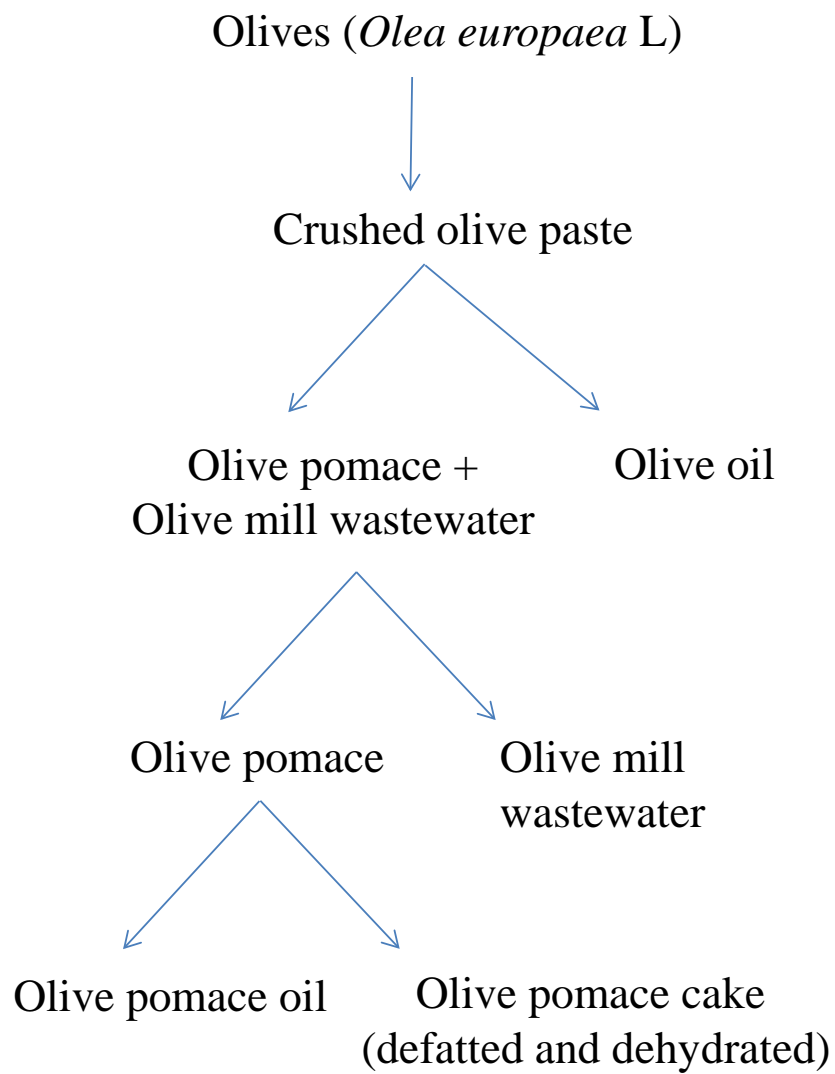 Olives (Olea europaea L)
Crushed olive paste
Olive pomace +
Olive mill wastewater
Olive oil
Olive pomace
Olive mill
wastewater
Olive pomace oil
Olive pomace cake
(defatted and dehydrated)